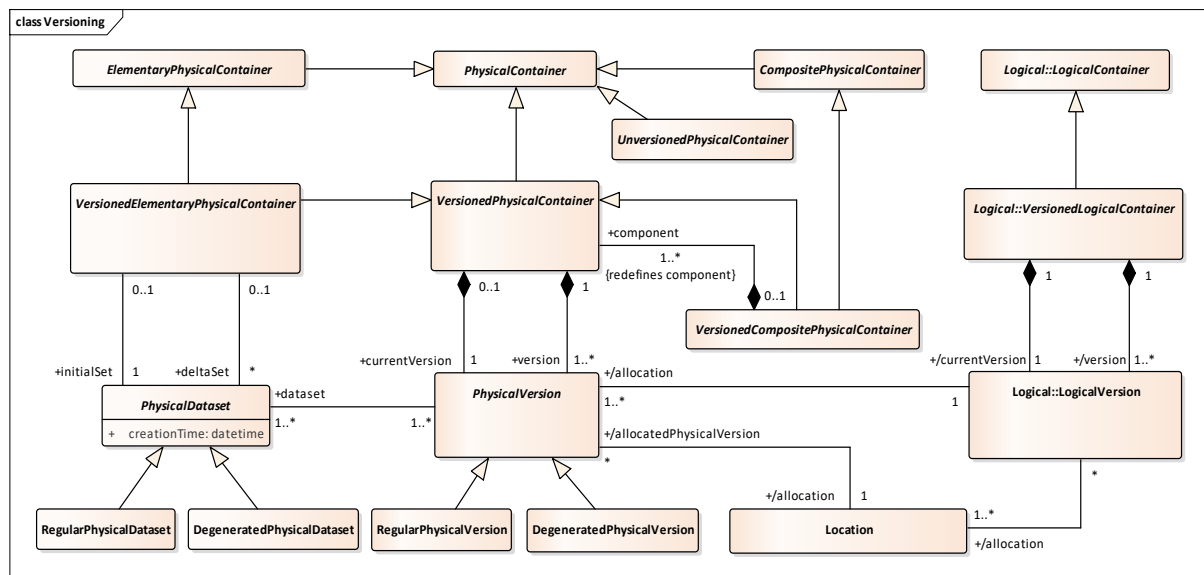 class Versioning
ElementaryPhysicalContainer
PhysicalContainer
CompositePhysicalContainer
Logical::LogicalContainer
UnversionedPhysicalContainer
VersionedElementaryPhysicalContainer
VersionedPhysicalContainer
Logical::VersionedLogicalContainer
+component
1..*
{redefines component}
0..1
0..1
0..1
1
0..1
1
1
VersionedCompositePhysicalContainer
+initialSet
1
+deltaSet
*
+currentVersion
1
+version
1..*
+/currentVersion
1
+/version
1..*
PhysicalDataset
+ creationTime: datetime
+dataset
1..*
1..*
PhysicalVersion
+/allocation
1..*
1
Logical::LogicalVersion
+/allocatedPhysicalVersion
*
*
RegularPhysicalDataset
DegeneratedPhysicalDataset
RegularPhysicalVersion
DegeneratedPhysicalVersion
+/allocation
1
Location
1..*
+/allocation